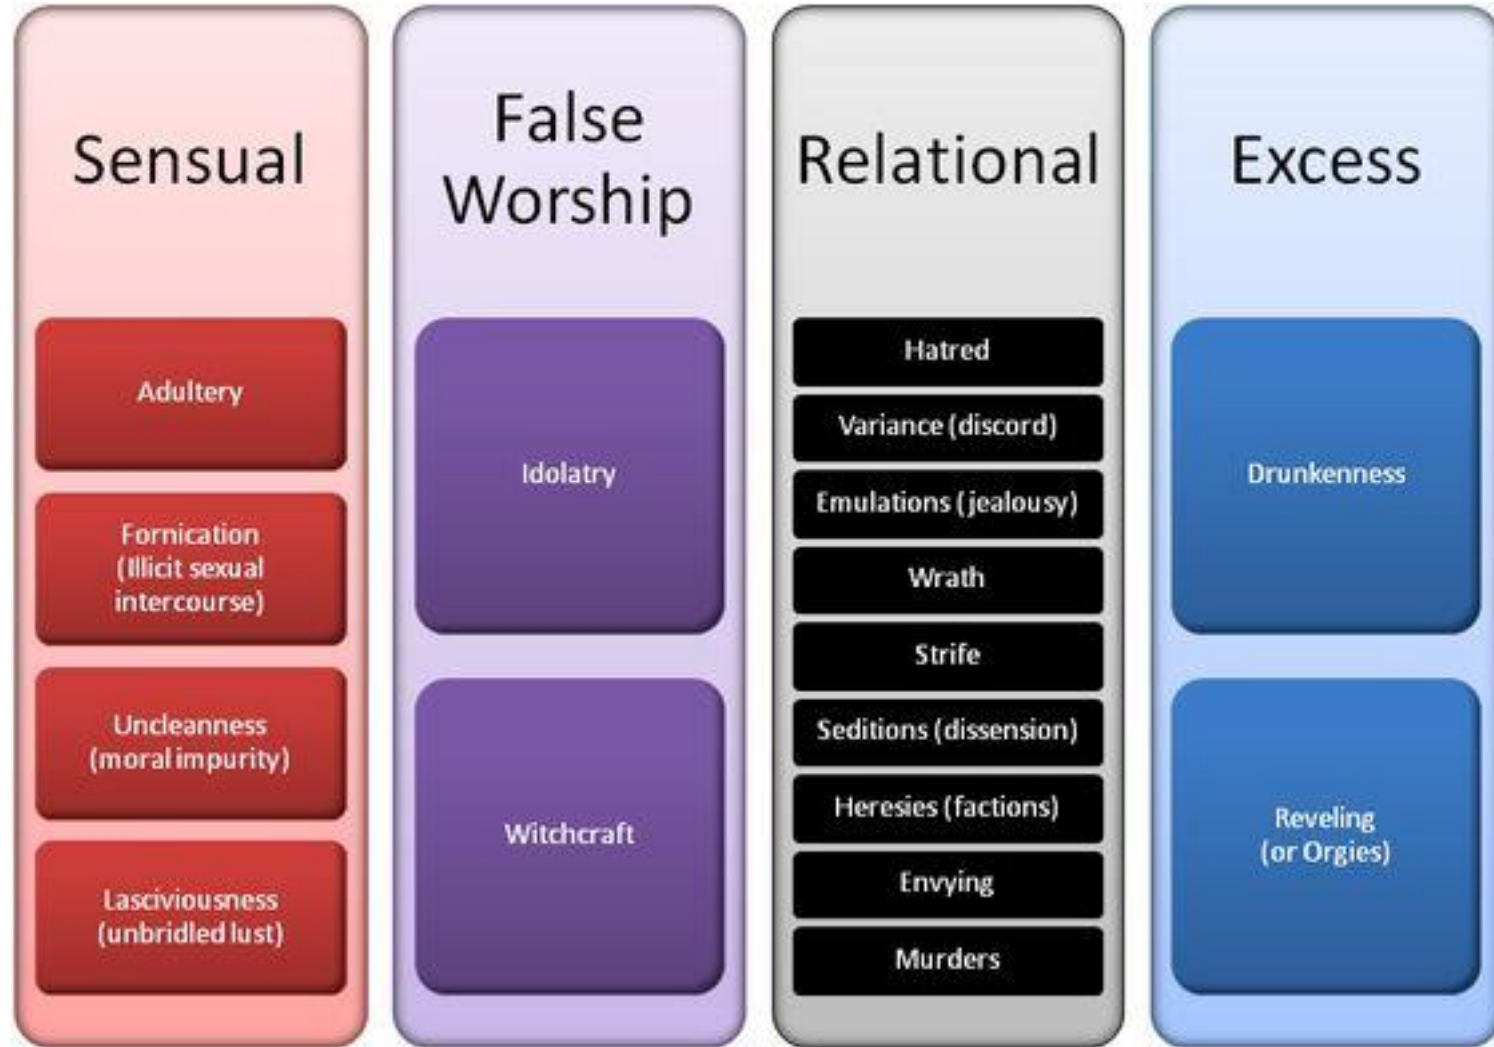 Sensual
Adultery
Fornication
(Illicit sexual
intercourse)
Uncleanness
(moral impurity)
Lasciviousness
(unbridled lust)
False
Worship
Idolatry
Witchcraft
Relational
Hatred
Variance (discord)
Emulations (jealousy)
Wrath
Strife
Seditions (dissension)
Heresies (factions)
Envying
Murders
Excess
Drunkenness
Reveling
(or Orgies)